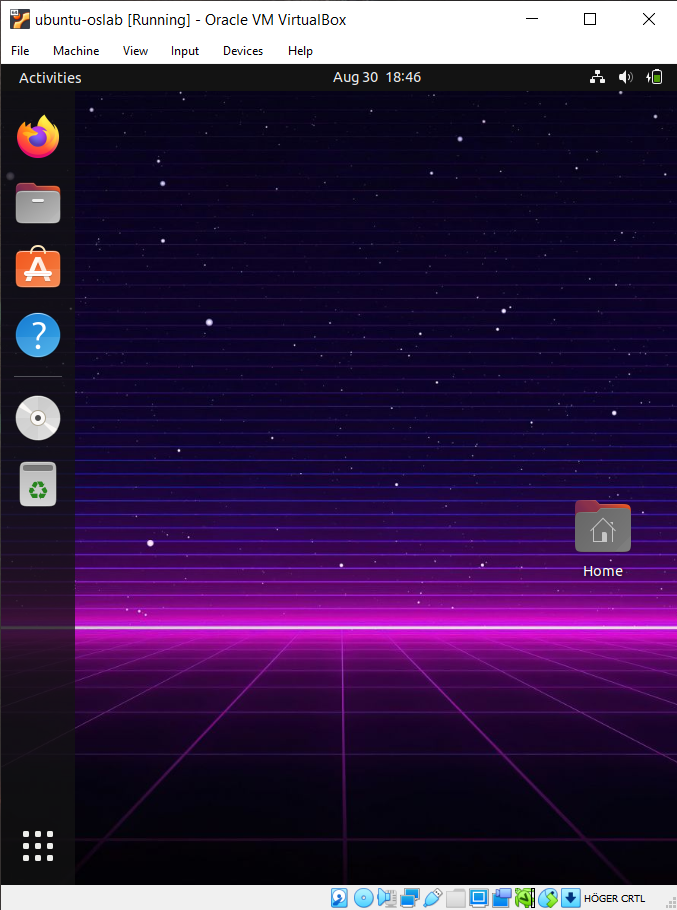 ubuntu-oslab [Running] - Oracle VM VirtualBox
File Machine View Input Devices Help
Activities Aug 30 18:46
Home
HÖGER CRTL